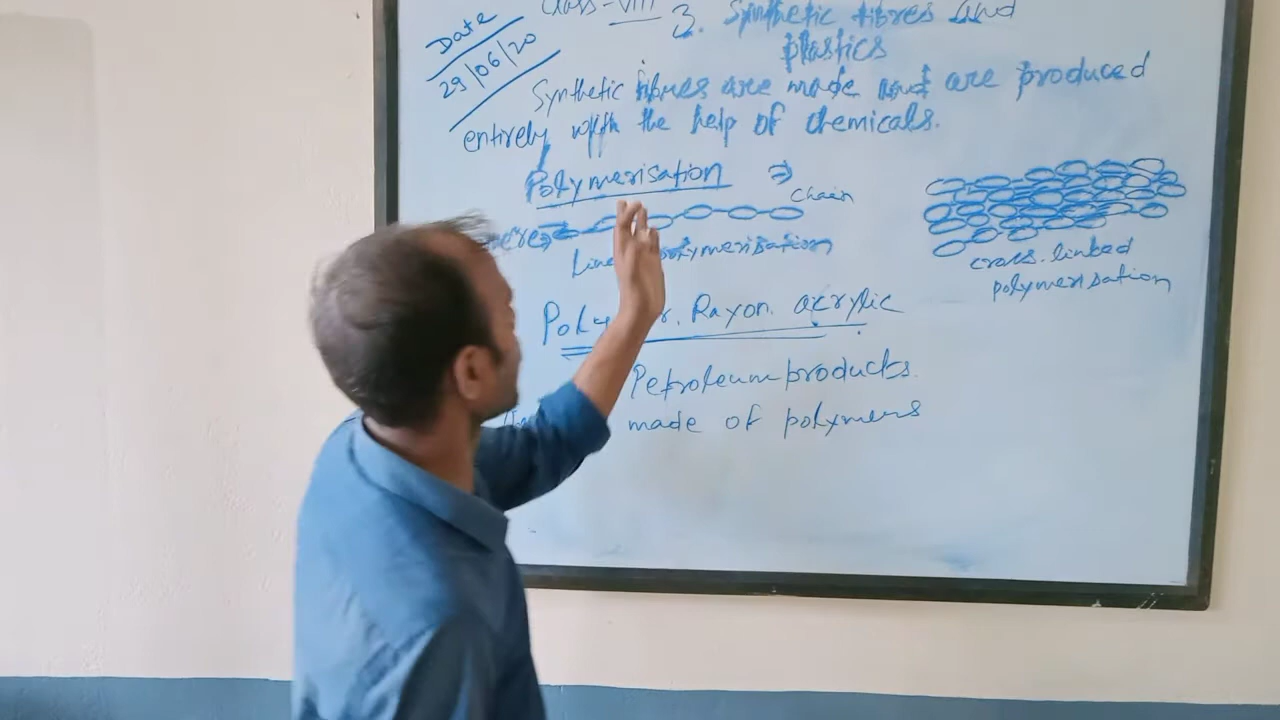 Date
29/06/20
Class-VIII 3. Synthetic fibres and
plastics
Synthetic fibres are made and are produced
entirely with the help of chemicals.
Polymerisation ⇒
chain
polymerisation
cross-linked
polymerisation
Rayon. acrylic
Petroleum products.
made of polymers